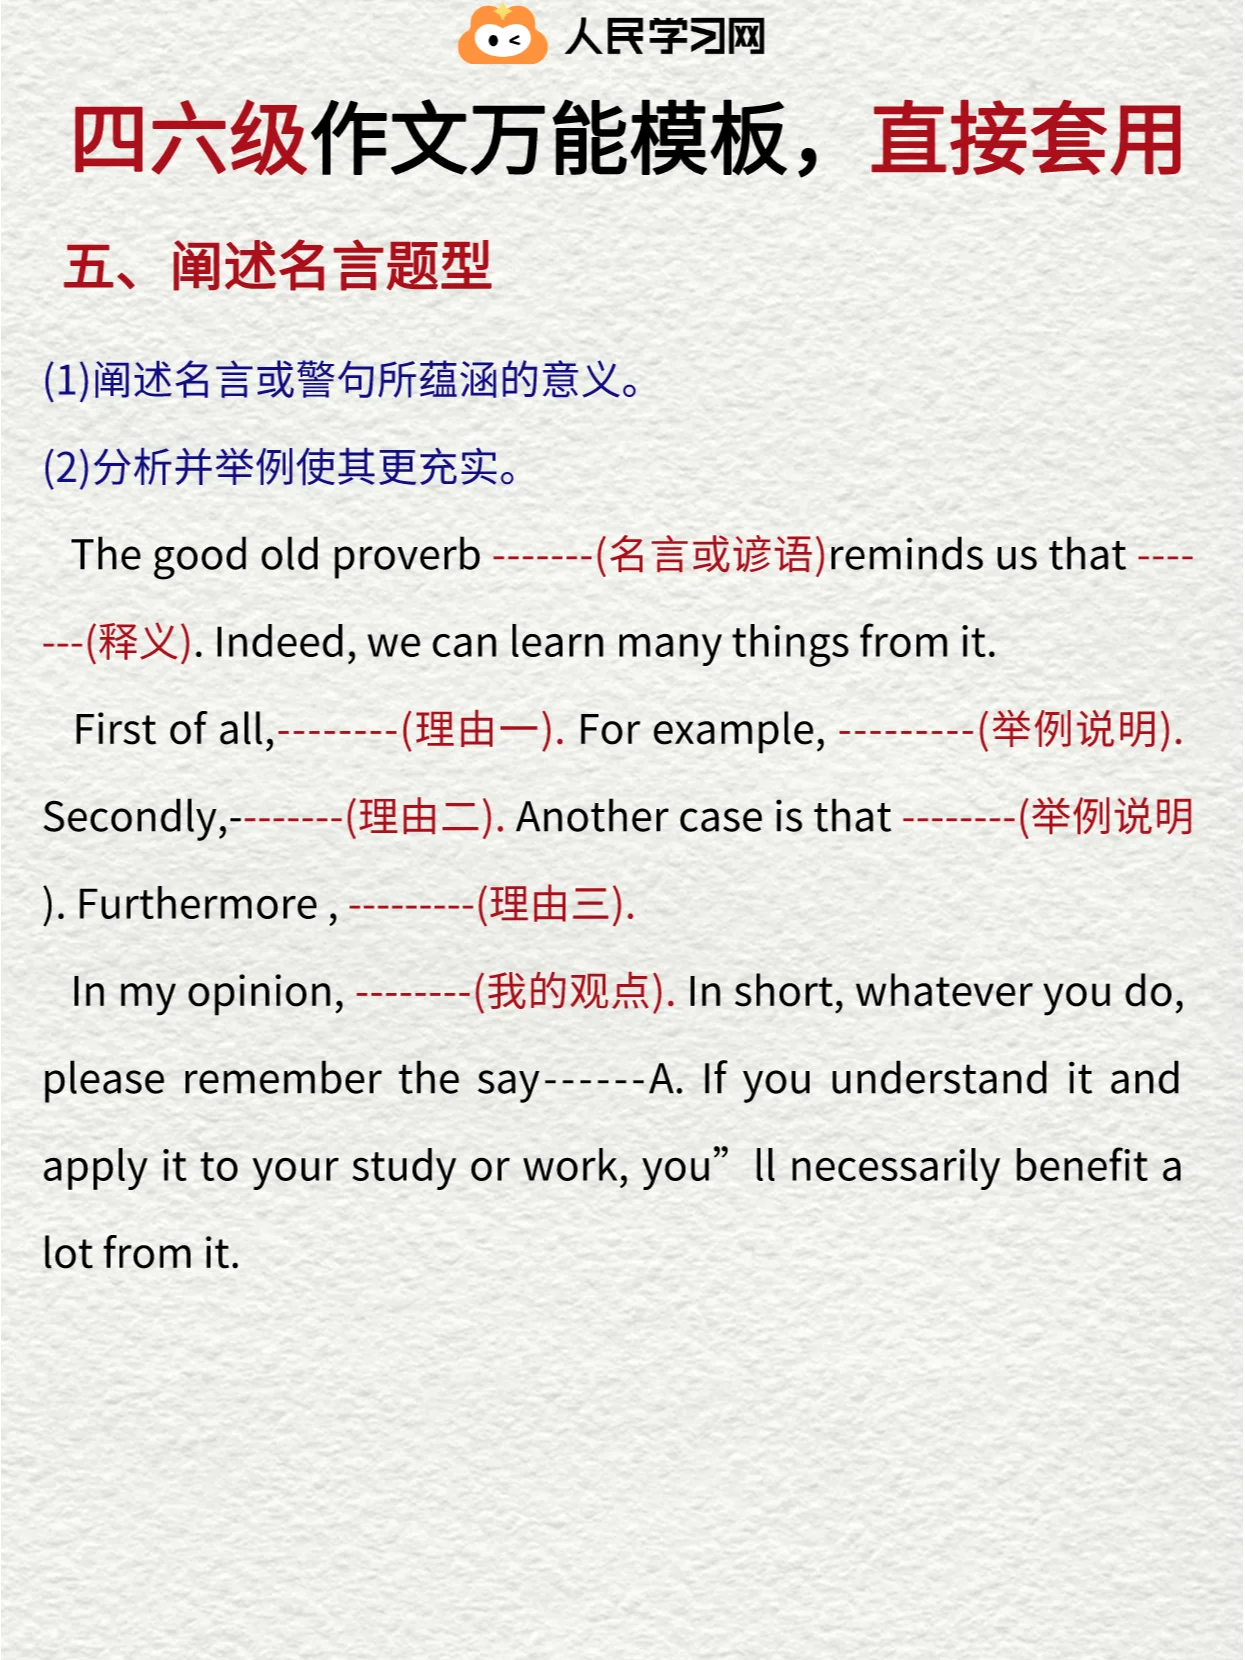 人民学习网
四六级作文万能模板，直接套用
五、阐述名言题型
(1)阐述名言或警句所蕴涵的意义。
(2)分析并举例使其更充实。
The good old proverb -------(名言或谚语)reminds us that ----
---(释义). Indeed, we can learn many things from it.
First of all,--------(理由一). For example, ---------(举例说明).
Secondly,--------(理由二). Another case is that --------(举例说明
). Furthermore , ---------(理由三).
In my opinion, --------(我的观点). In short, whatever you do,
please remember the say------A. If you understand it and
apply it to your study or work, you”ll necessarily benefit a
lot from it.